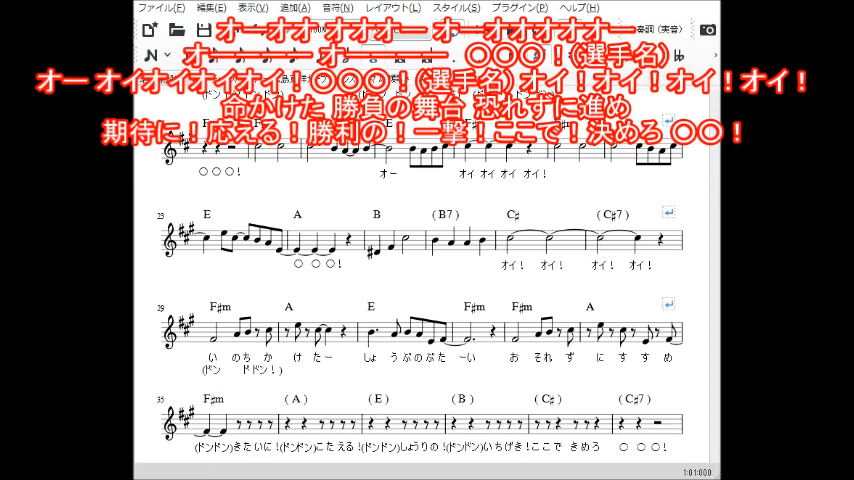 ファイル(F) 編集(E) 表示(V) 追加(A) 音符(N) レイアウト(L) スタイル(S) プラグイン(P) ヘルプ(H)
オーオオ オオオー オーオオオオオー
オーーーー オーーーー 〇〇〇！(選手名)
オー オイオイオイオイ！〇〇〇！(選手名) オイ！オイ！オイ！オイ！
命かけた 勝負の舞台 恐れずに進め
期待に！応える！勝利の！一撃！ここで！決めろ 〇〇！
〇〇〇! オー オイ オイ オイ オイ!
23 E A B (B7) C♯ (C♯7)
〇 〇 〇! オイ! オイ! オイ! オイ!
29 F♯m A E F♯m F♯m A
い のち か けたー しょ うぶのぶた ーい お それ ず に す す め
(ドン ドドン!)
35 F♯m (A) (E) (B) (C♯) (C♯7)
(ドンドン)きたいに!(ドンドン)こたえる!(ドンドン)しょうりの!(ドンドン)いちげき!ここで きめろ 〇 〇 〇!
1:01:000